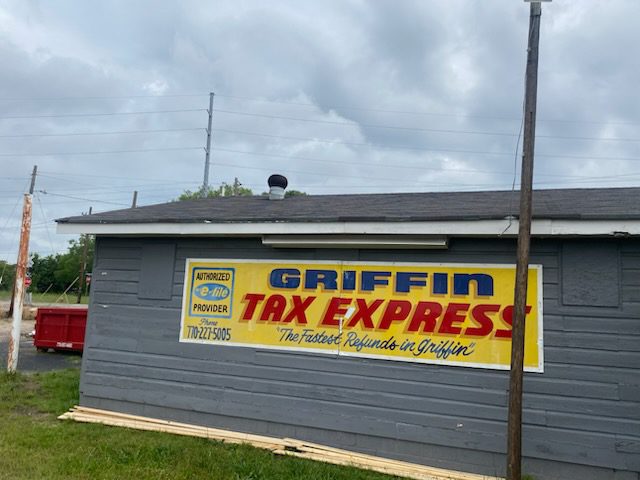 AUTHORIZED
e-file
PROVIDER
Phone
770-227-5005
GRIFFIN
TAX EXPRESS
"The Fastest Refunds in Griffin"